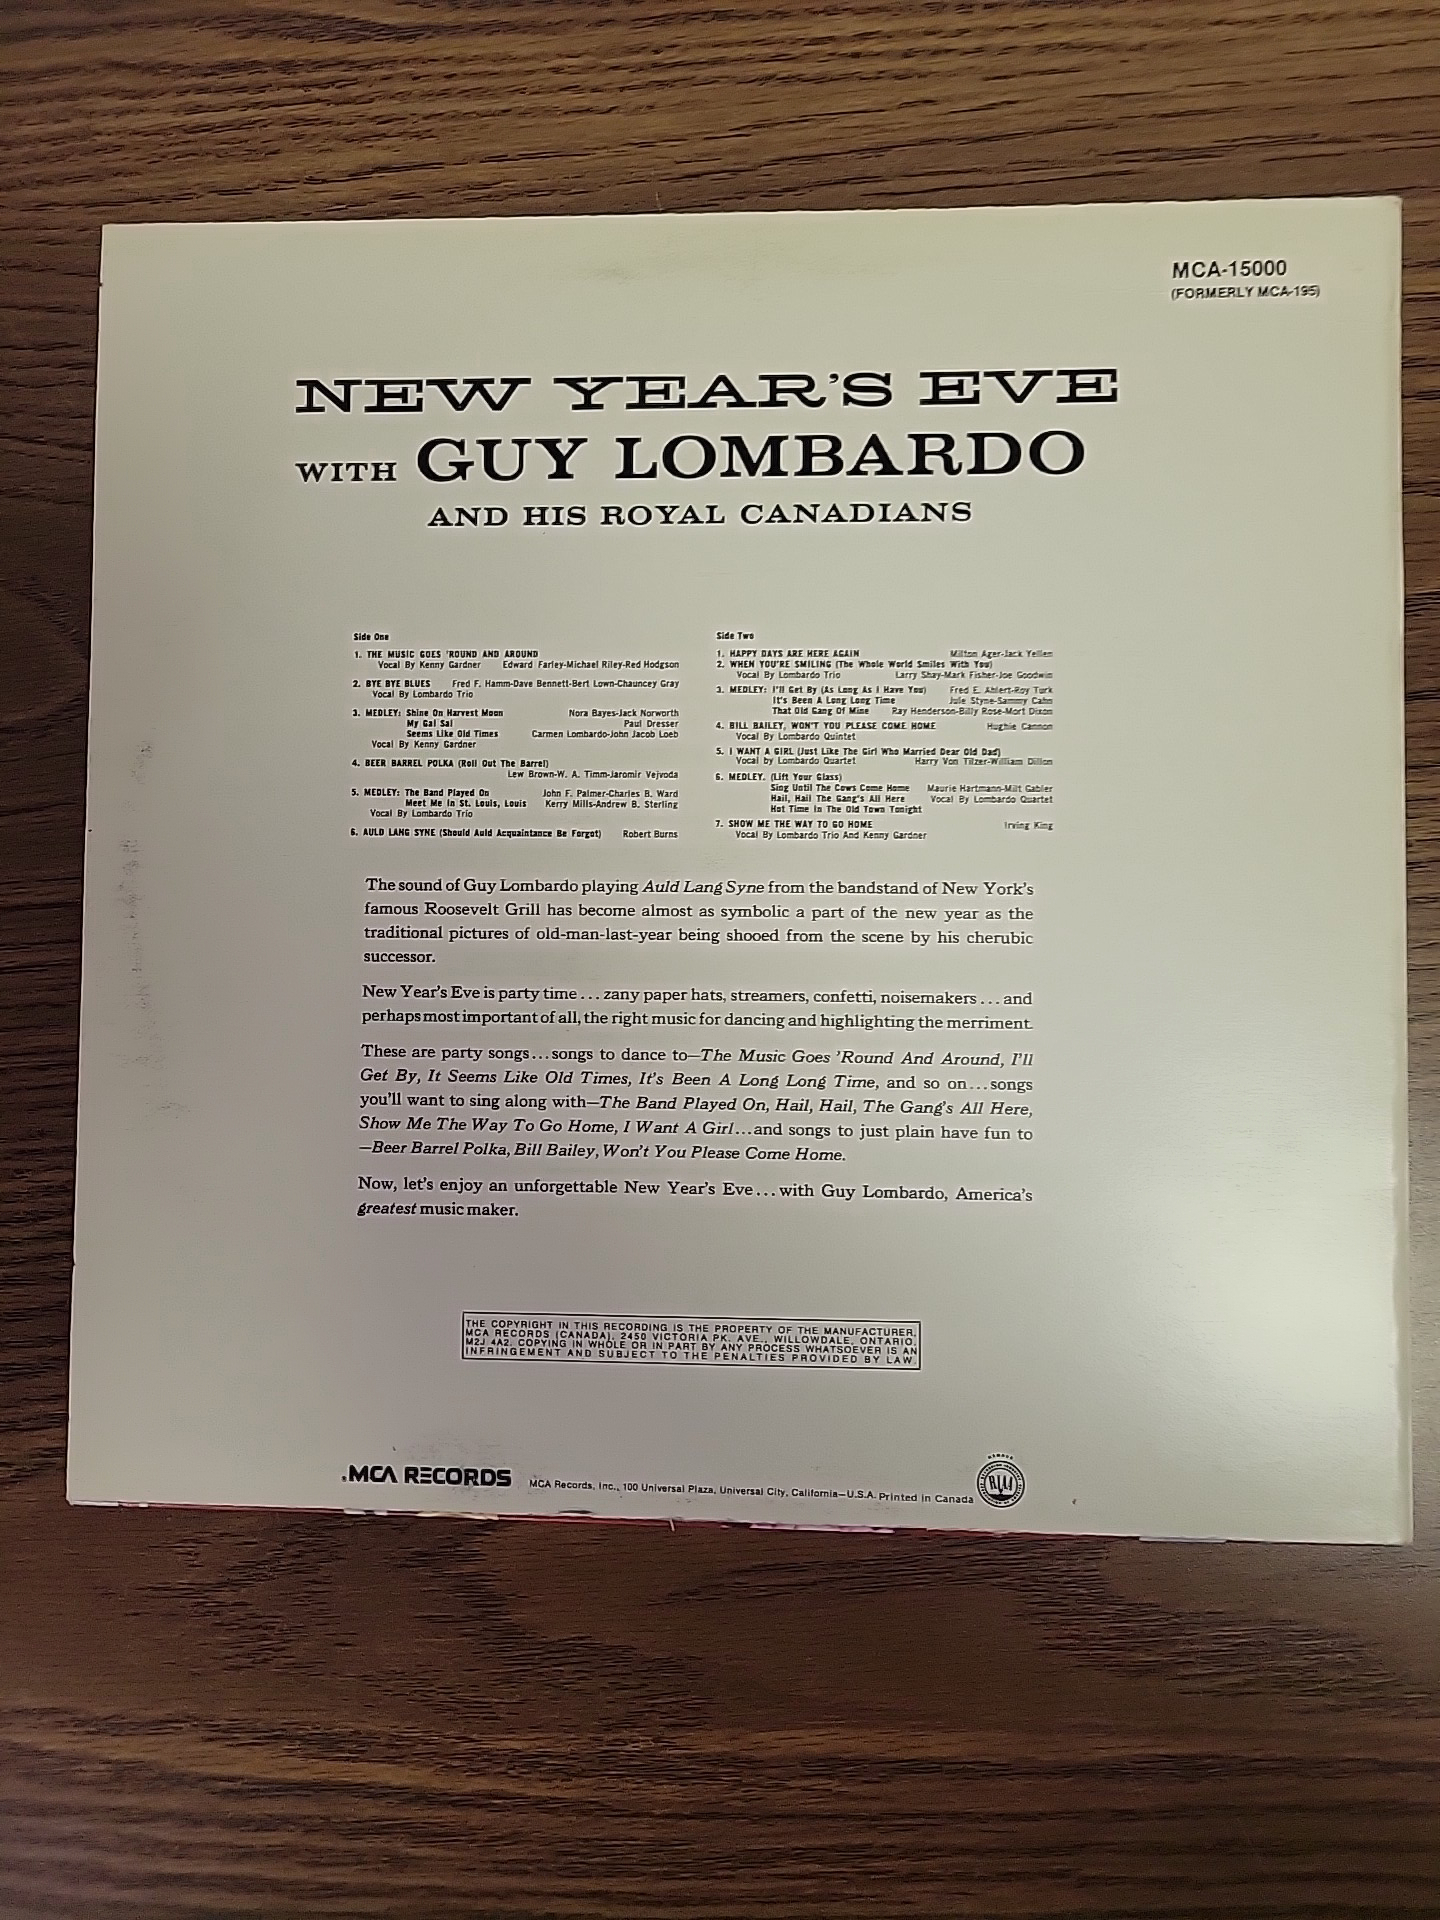 MCA-15000
(FORMERLY MCA-195)
NEW YEAR'S EVE
WITH GUY LOMBARDO
AND HIS ROYAL CANADIANS
Side One
1. THE MUSIC GOES 'ROUND AND AROUND
Vocal By Kenny Gardner Edward Farley-Michael Riley-Red Hodgson
2. BYE BYE BLUES Fred F. Hamm-Dave Bennett-Bert Lown-Chauncey Gray
Vocal By Lombardo Trio
3. MEDLEY: Shine On Harvest Moon Nora Bayes-Jack Norworth
My Gal Sal Paul Dresser
Seems Like Old Times Carmen Lombardo-John Jacob Loeb
Vocal By Kenny Gardner
4. BEER BARREL POLKA (Roll Out The Barrel)
Lew Brown-W. A. Timm-Jaromir Vejvoda
5. MEDLEY: The Band Played On John F. Palmer-Charles B. Ward
Meet Me In St. Louis, Louis Kerry Mills-Andrew B. Sterling
Vocal By Lombardo Trio
6. AULD LANG SYNE (Should Auld Acquaintance Be Forgot) Robert Burns
Side Two
1. HAPPY DAYS ARE HERE AGAIN Milton Ager-Jack Yellen
2. WHEN YOU'RE SMILING (The Whole World Smiles With You)
Vocal By Lombardo Trio Larry Shay-Mark Fisher-Joe Goodwin
3. MEDLEY: I'll Get By (As Long As I Have You) Fred E. Ahlert-Roy Turk
It's Been A Long Long Time Jule Styne-Sammy Cahn
That Old Gang Of Mine Ray Henderson-Billy Rose-Mort Dixon
4. BILL BAILEY, WON'T YOU PLEASE COME HOME Hughie Cannon
Vocal By Lombardo Quintet
5. I WANT A GIRL (Just Like The Girl Who Married Dear Old Dad)
Vocal by Lombardo Quartet Harry Von Tilzer-William Dillon
6. MEDLEY. (Lift Your Glass)
Sing Until The Cows Come Home Maurie Hartmann-Milt Gabler
Hail, Hail The Gang's All Here Vocal By Lombardo Quartet
Hot Time In The Old Town Tonight
7. SHOW ME THE WAY TO GO HOME Irving King
Vocal By Lombardo Trio And Kenny Gardner
The sound of Guy Lombardo playing Auld Lang Syne from the bandstand of New York's
famous Roosevelt Grill has become almost as symbolic a part of the new year as the
traditional pictures of old-man-last-year being shooed from the scene by his cherubic
successor.
New Year's Eve is party time . . . zany paper hats, streamers, confetti, noisemakers . . . and
perhaps most important of all, the right music for dancing and highlighting the merriment.
These are party songs...songs to dance to—The Music Goes 'Round And Around, I'll
Get By, It Seems Like Old Times, It's Been A Long Long Time, and so on...songs
you'll want to sing along with—The Band Played On, Hail, Hail, The Gang's All Here,
Show Me The Way To Go Home, I Want A Girl...and songs to just plain have fun to
—Beer Barrel Polka, Bill Bailey, Won't You Please Come Home.
Now, let's enjoy an unforgettable New Year's Eve...with Guy Lombardo, America's
greatest music maker.
THE COPYRIGHT IN THIS RECORDING IS THE PROPERTY OF THE MANUFACTURER,
MCA RECORDS (CANADA), 2450 VICTORIA PK. AVE., WILLOWDALE, ONTARIO.
M2J 4A2. COPYING IN WHOLE OR IN PART BY ANY PROCESS WHATSOEVER IS AN
INFRINGEMENT AND SUBJECT TO THE PENALTIES PROVIDED BY LAW.
MCA RECORDS MCA Records, Inc., 100 Universal Plaza, Universal City, California—U.S.A. Printed in Canada
RIAA